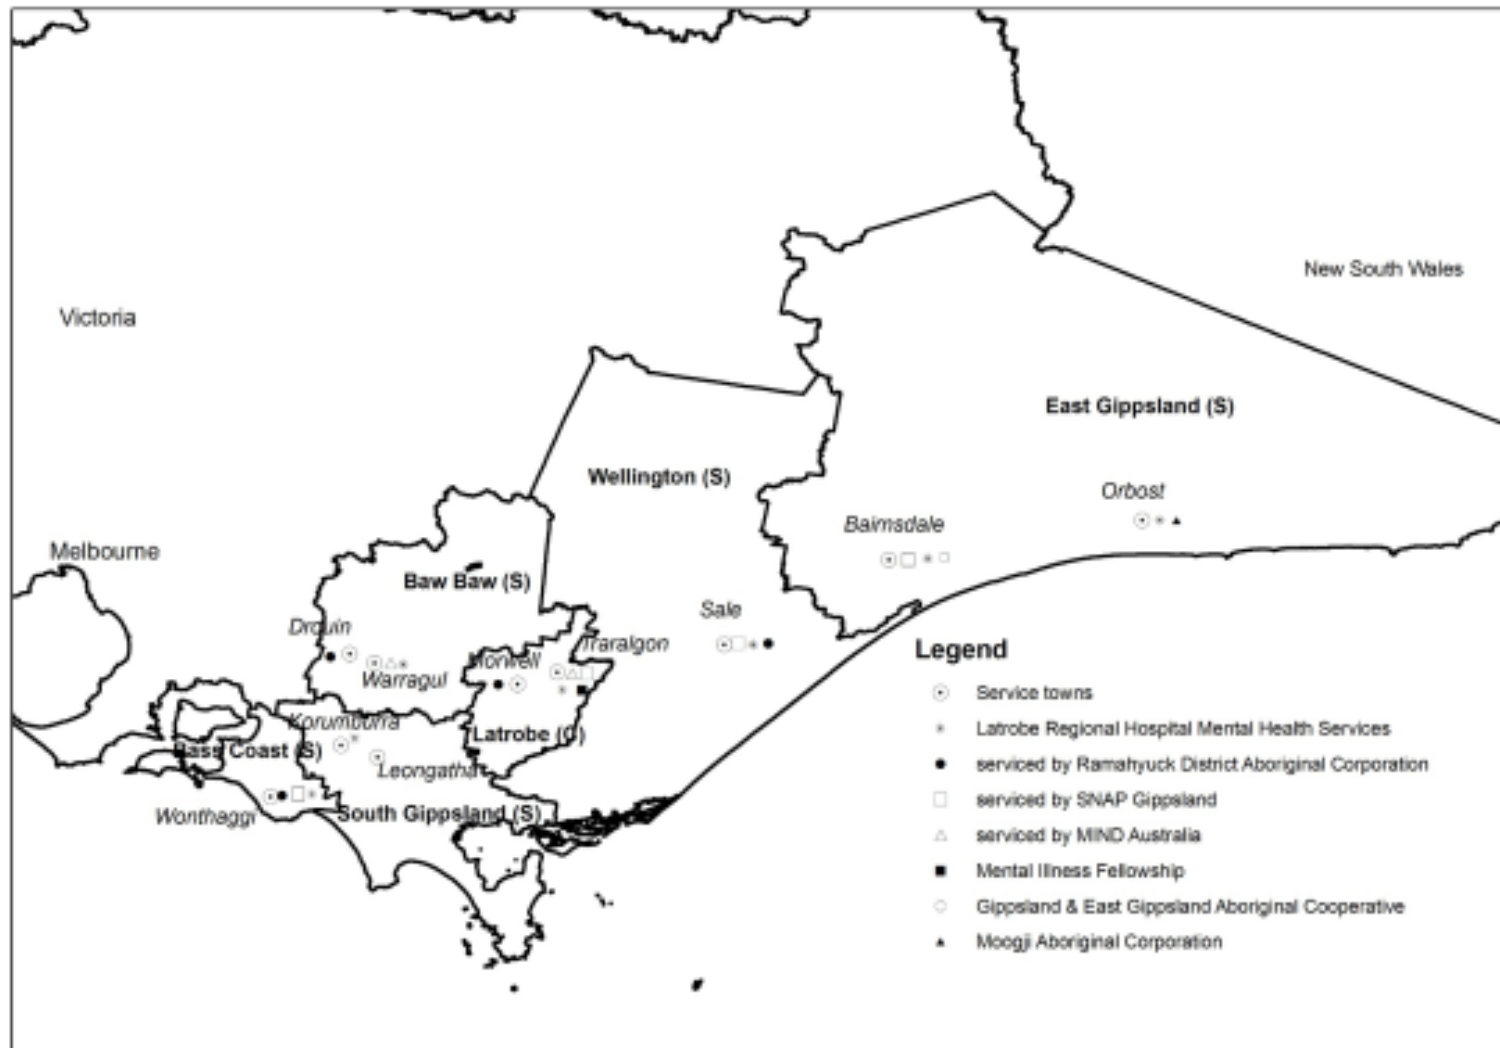 New South Wales
Victoria
East Gippsland (S)
Wellington (S)
Orbost
Bairnsdale
Melbourne
Baw Baw (S)
Sale
Drouin
Traralgon
Morwell
Warragul
Korumburra
Latrobe (C)
Bass Coast (S)
Leongatha
Wonthaggi
South Gippsland (S)
Legend
Service towns
Latrobe Regional Hospital Mental Health Services
serviced by Ramahyuck District Aboriginal Corporation
serviced by SNAP Gippsland
serviced by MIND Australia
Mental Illness Fellowship
Gippsland & East Gippsland Aboriginal Cooperative
Moogji Aboriginal Corporation